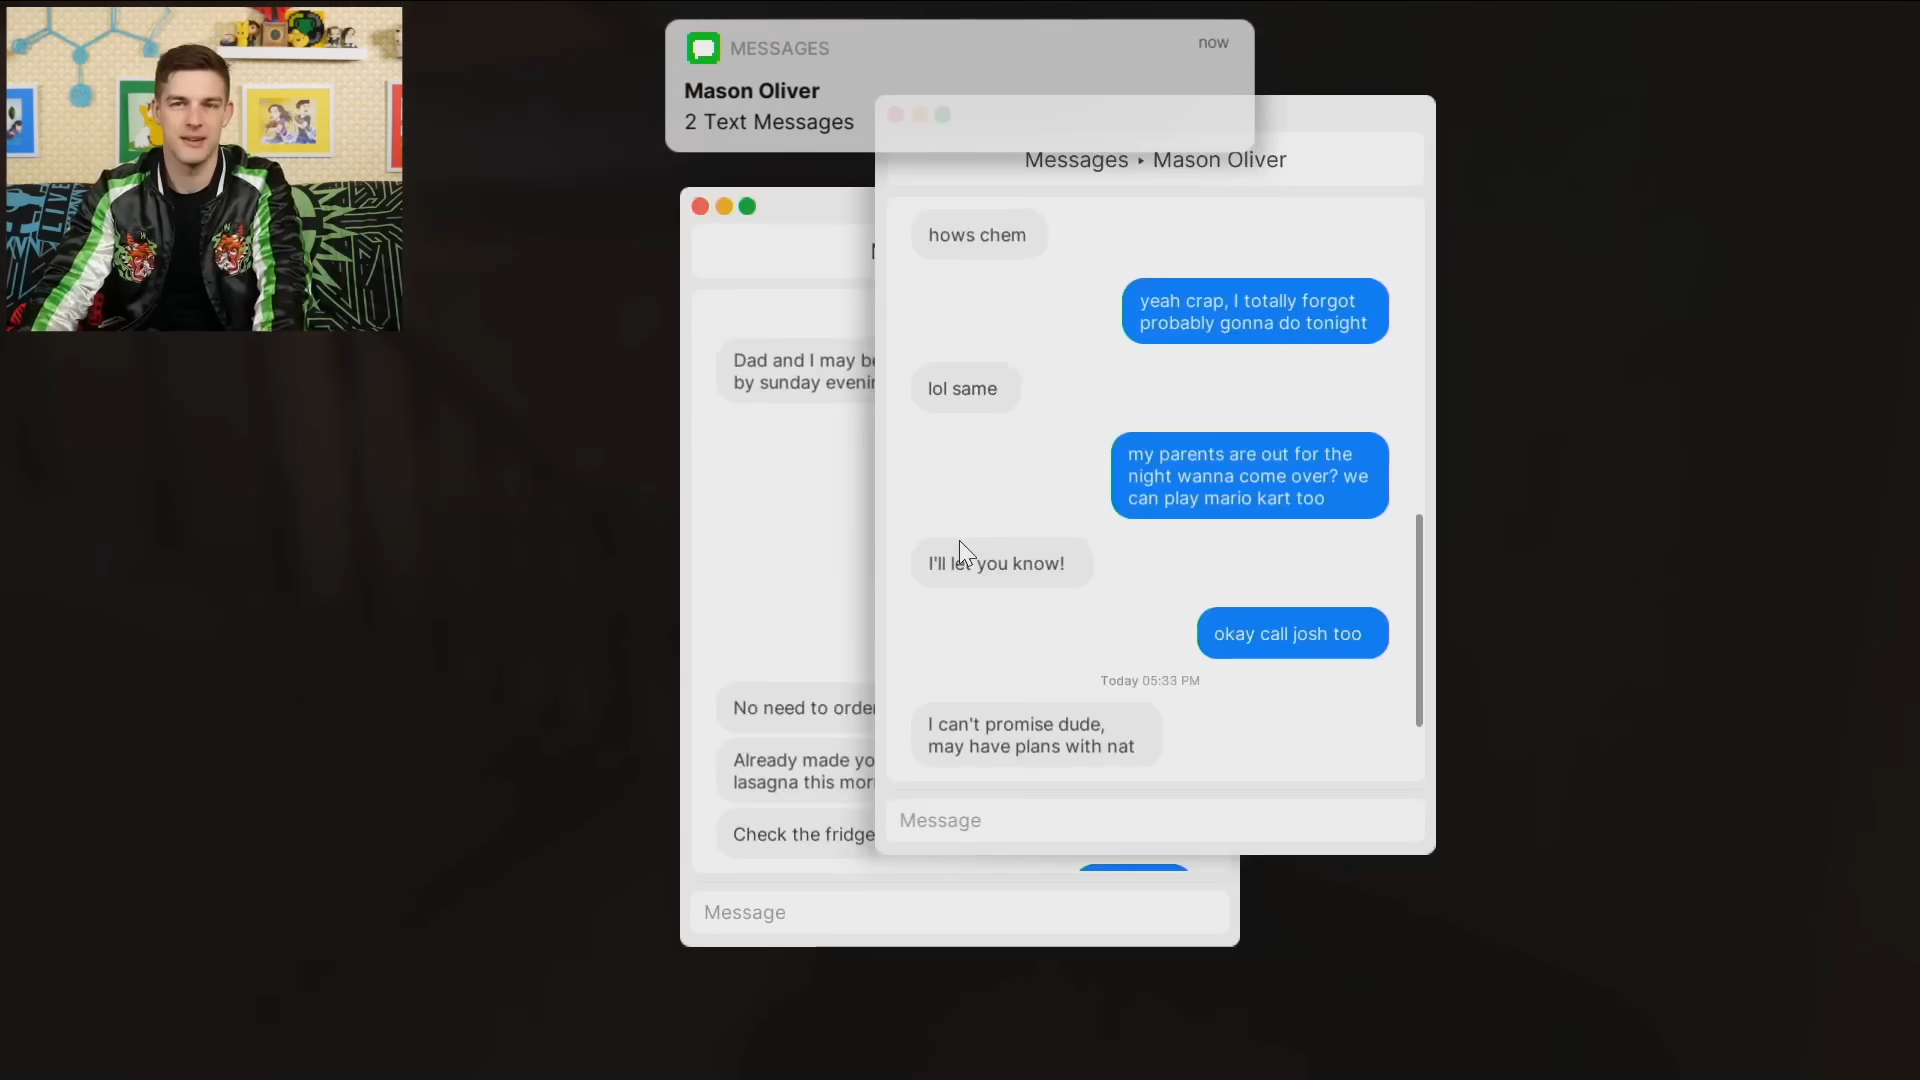 MESSAGES
now
Mason Oliver
2 Text Messages
Messages ‣ Mason Oliver
hows chem
yeah crap, I totally forgot
probably gonna do tonight
lol same
my parents are out for the
night wanna come over? we
can play mario kart too
I'll let you know!
okay call josh too
Today 05:33 PM
I can't promise dude,
may have plans with nat
Message
Dad and I may be
by sunday
No need to
Already made
lasagna this
Check the fridge
Message
LIVE